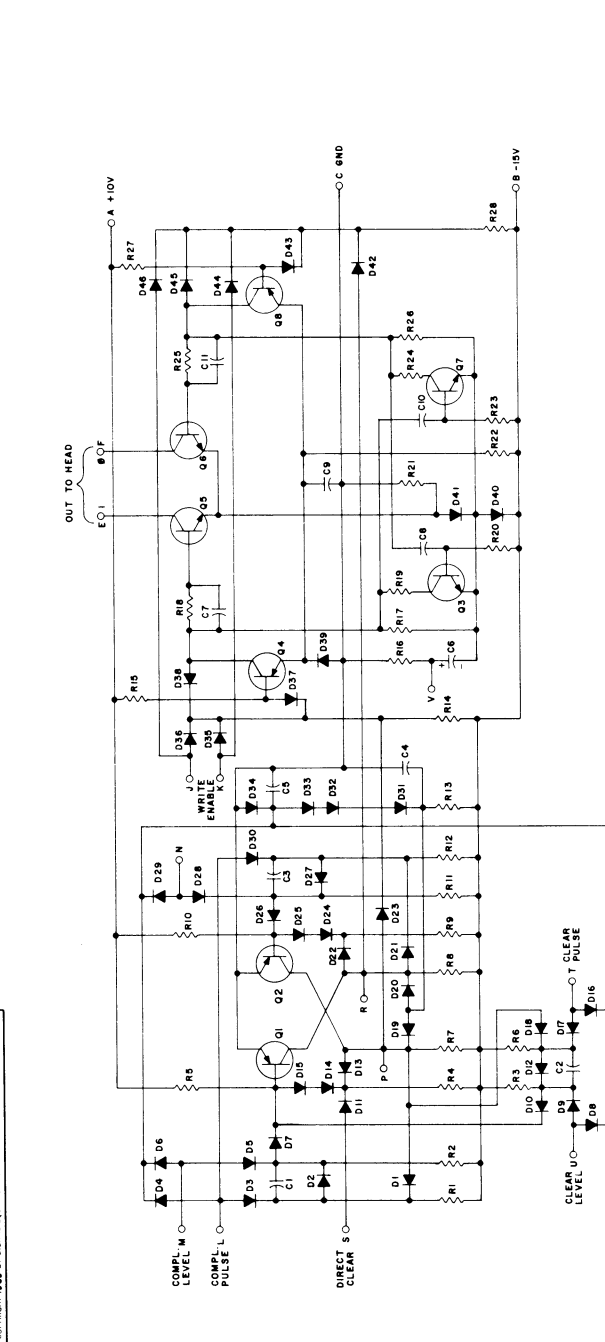 OUT TO HEAD
E I
F
A +10V
R27
D46
D45
D44
D43
Q8
R25
C11
Q6
Q5
R18
C7
R15
D38
Q4
D37
D36
D35
J
K
WRITE ENABLE
C GND
D42
C9
D39
R28
R26
R24
Q7
C10
R23
R22
R21
D41
D40
C8
R20
R19
Q3
R17
R16
C6
+
V
R14
B -15V
C4
D34
C5
D33
D32
D31
R13
D30
R12
N
D29
D28
C3
D27
R11
R10
D26
D25
D24
R9
D23
D22
D21
D20
D19
R8
R
P
Q2
Q1
R5
D15
D14
D13
D11
R7
R4
D6
D4
D5
D3
D7
C1
D2
D1
R2
R1
COMPL. LEVEL M
COMPL. PULSE L
DIRECT CLEAR S
R6
R3
D18
D17
D12
C2
D10
D9
D16
D8
T CLEAR PULSE
CLEAR LEVEL U